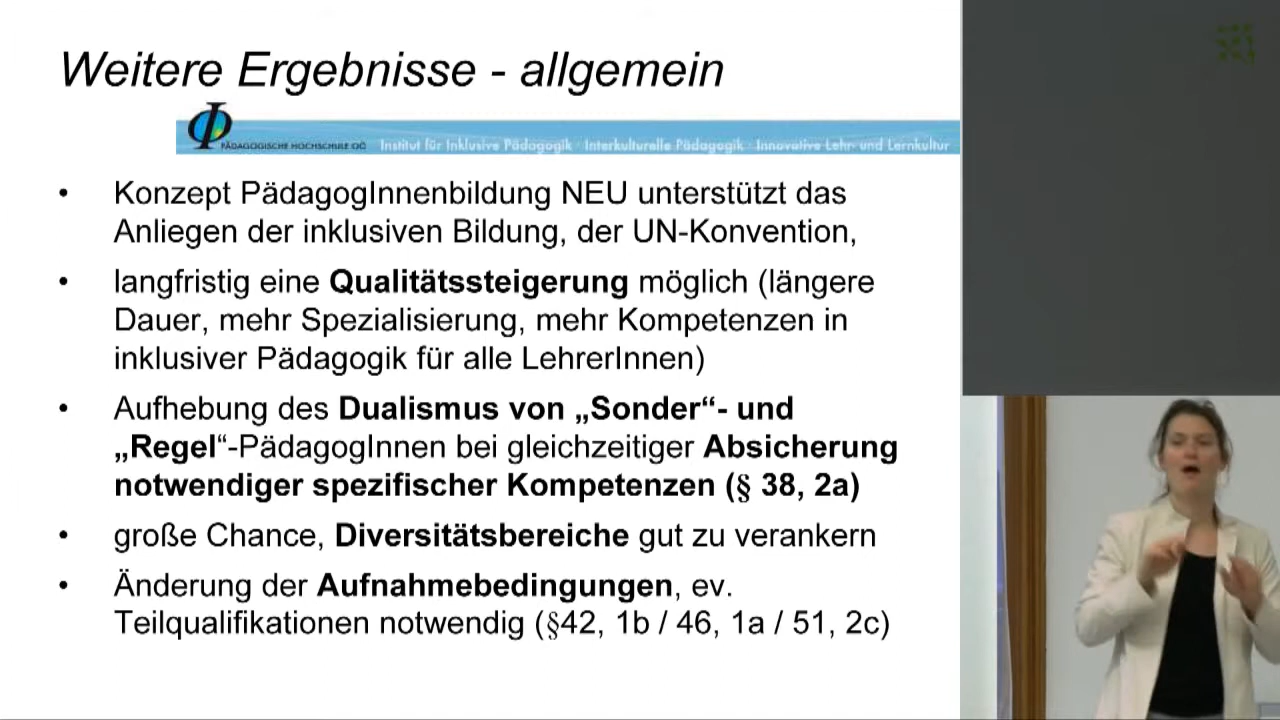 Weitere Ergebnisse - allgemein
PÄDAGOGISCHE HOCHSCHULE OÖ Institut für Inklusive Pädagogik · Interkulturelle Pädagogik · Innovative Lehr- und Lernkultur
• Konzept PädagogInnenbildung NEU unterstützt das
Anliegen der inklusiven Bildung, der UN-Konvention,
• langfristig eine Qualitätssteigerung möglich (längere
Dauer, mehr Spezialisierung, mehr Kompetenzen in
inklusiver Pädagogik für alle LehrerInnen)
• Aufhebung des Dualismus von „Sonder“- und
„Regel“-PädagogInnen bei gleichzeitiger Absicherung
notwendiger spezifischer Kompetenzen (§ 38, 2a)
• große Chance, Diversitätsbereiche gut zu verankern
• Änderung der Aufnahmebedingungen, ev.
Teilqualifikationen notwendig (§42, 1b / 46, 1a / 51, 2c)